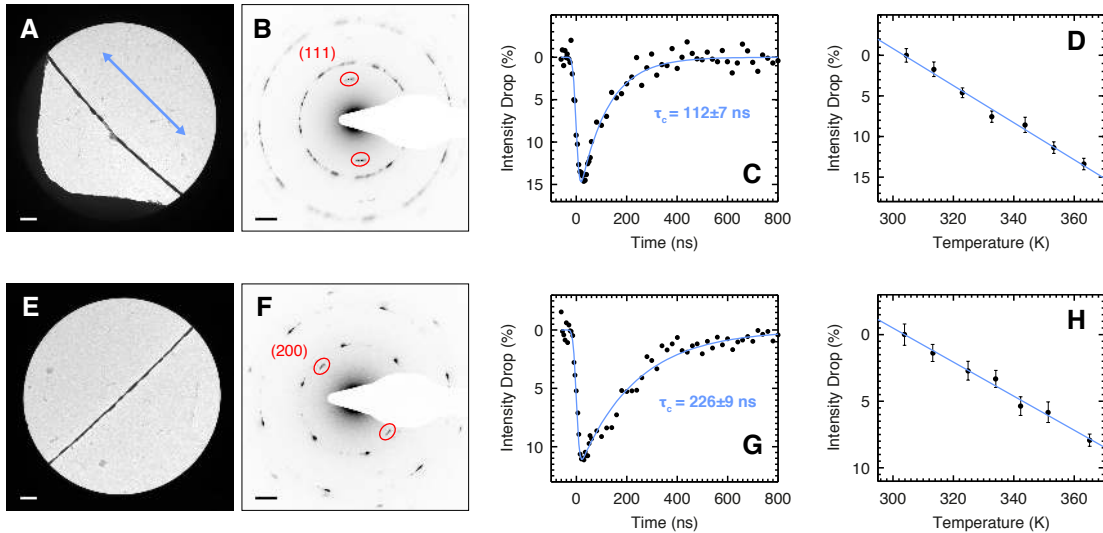 A
B
(111)
Intensity Drop (%)
0
5
10
15
τc = 112±7 ns
C
0 200 400 600 800
Time (ns)
Intensity Drop (%)
0
5
10
15
D
300 320 340 360
Temperature (K)
E
F
(200)
Intensity Drop (%)
0
5
10
τc = 226±9 ns
G
0 200 400 600 800
Time (ns)
Intensity Drop (%)
0
5
10
H
300 320 340 360
Temperature (K)